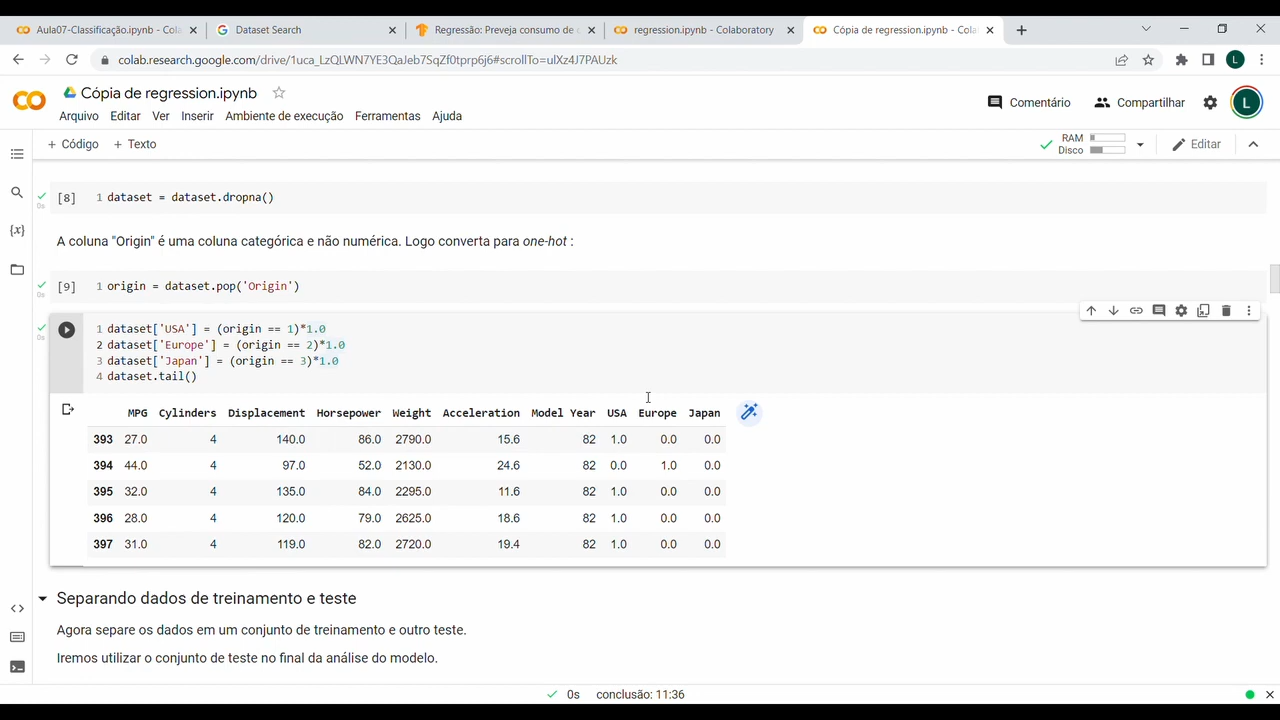 Aula07-Classificação.ipynb - Cola
Dataset Search
Regressão: Preveja consumo de c
regression.ipynb - Colaboratory
Cópia de regression.ipynb - Cola
colab.research.google.com/drive/1uca_LzQLWN7YE3QaJeb7SqZf0tprp6j6#scrollTo=ulXz4J7PAUzk
L
Cópia de regression.ipynb
Comentário
Compartilhar
L
Arquivo Editar Ver Inserir Ambiente de execução Ferramentas Ajuda
+ Código + Texto
RAM
Disco
Editar
[8] 1 dataset = dataset.dropna()
0s
A coluna "Origin" é uma coluna categórica e não numérica. Logo converta para one-hot :
[9] 1 origin = dataset.pop('Origin')
0s
1 dataset['USA'] = (origin == 1)*1.0
0s
2 dataset['Europe'] = (origin == 2)*1.0
3 dataset['Japan'] = (origin == 3)*1.0
4 dataset.tail()
MPG Cylinders Displacement Horsepower Weight Acceleration Model Year USA Europe Japan
393 27.0 4 140.0 86.0 2790.0 15.6 82 1.0 0.0 0.0
394 44.0 4 97.0 52.0 2130.0 24.6 82 0.0 1.0 0.0
395 32.0 4 135.0 84.0 2295.0 11.6 82 1.0 0.0 0.0
396 28.0 4 120.0 79.0 2625.0 18.6 82 1.0 0.0 0.0
397 31.0 4 119.0 82.0 2720.0 19.4 82 1.0 0.0 0.0
Separando dados de treinamento e teste
Agora separe os dados em um conjunto de treinamento e outro teste.
Iremos utilizar o conjunto de teste no final da análise do modelo.
0s conclusão: 11:36